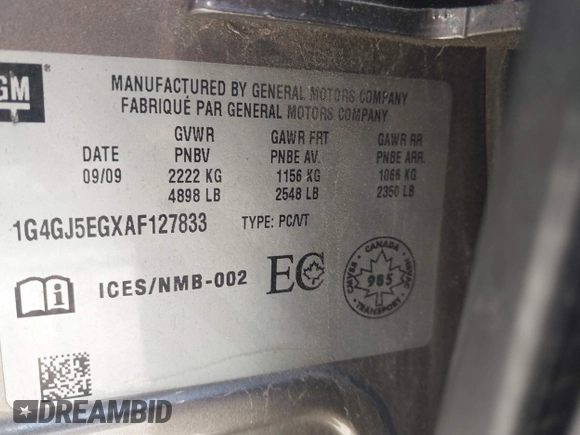 GM
MANUFACTURED BY GENERAL MOTORS COMPANY
FABRIQUÉ PAR GENERAL MOTORS COMPANY
GVWR GAWR FRT GAWR RR
DATE PNBV PNBE AV. PNBE ARR.
09/09 2222 KG 1156 KG 1066 KG
4898 LB 2548 LB 2350 LB
1G4GJ5EGXAF127833 TYPE: PC/VT
i ICES/NMB-002 EC
CANADA
CMVSS NSVAC
985
TRANSPORT
DREAMBID